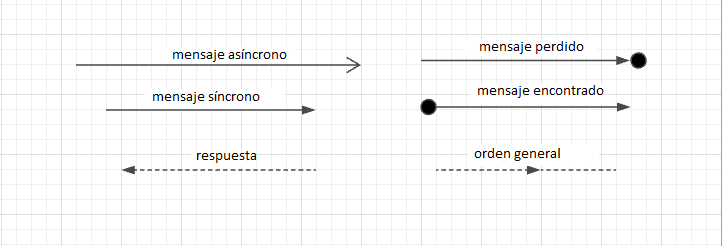 mensaje asíncrono
mensaje perdido
mensaje síncrono
mensaje encontrado
respuesta
orden general